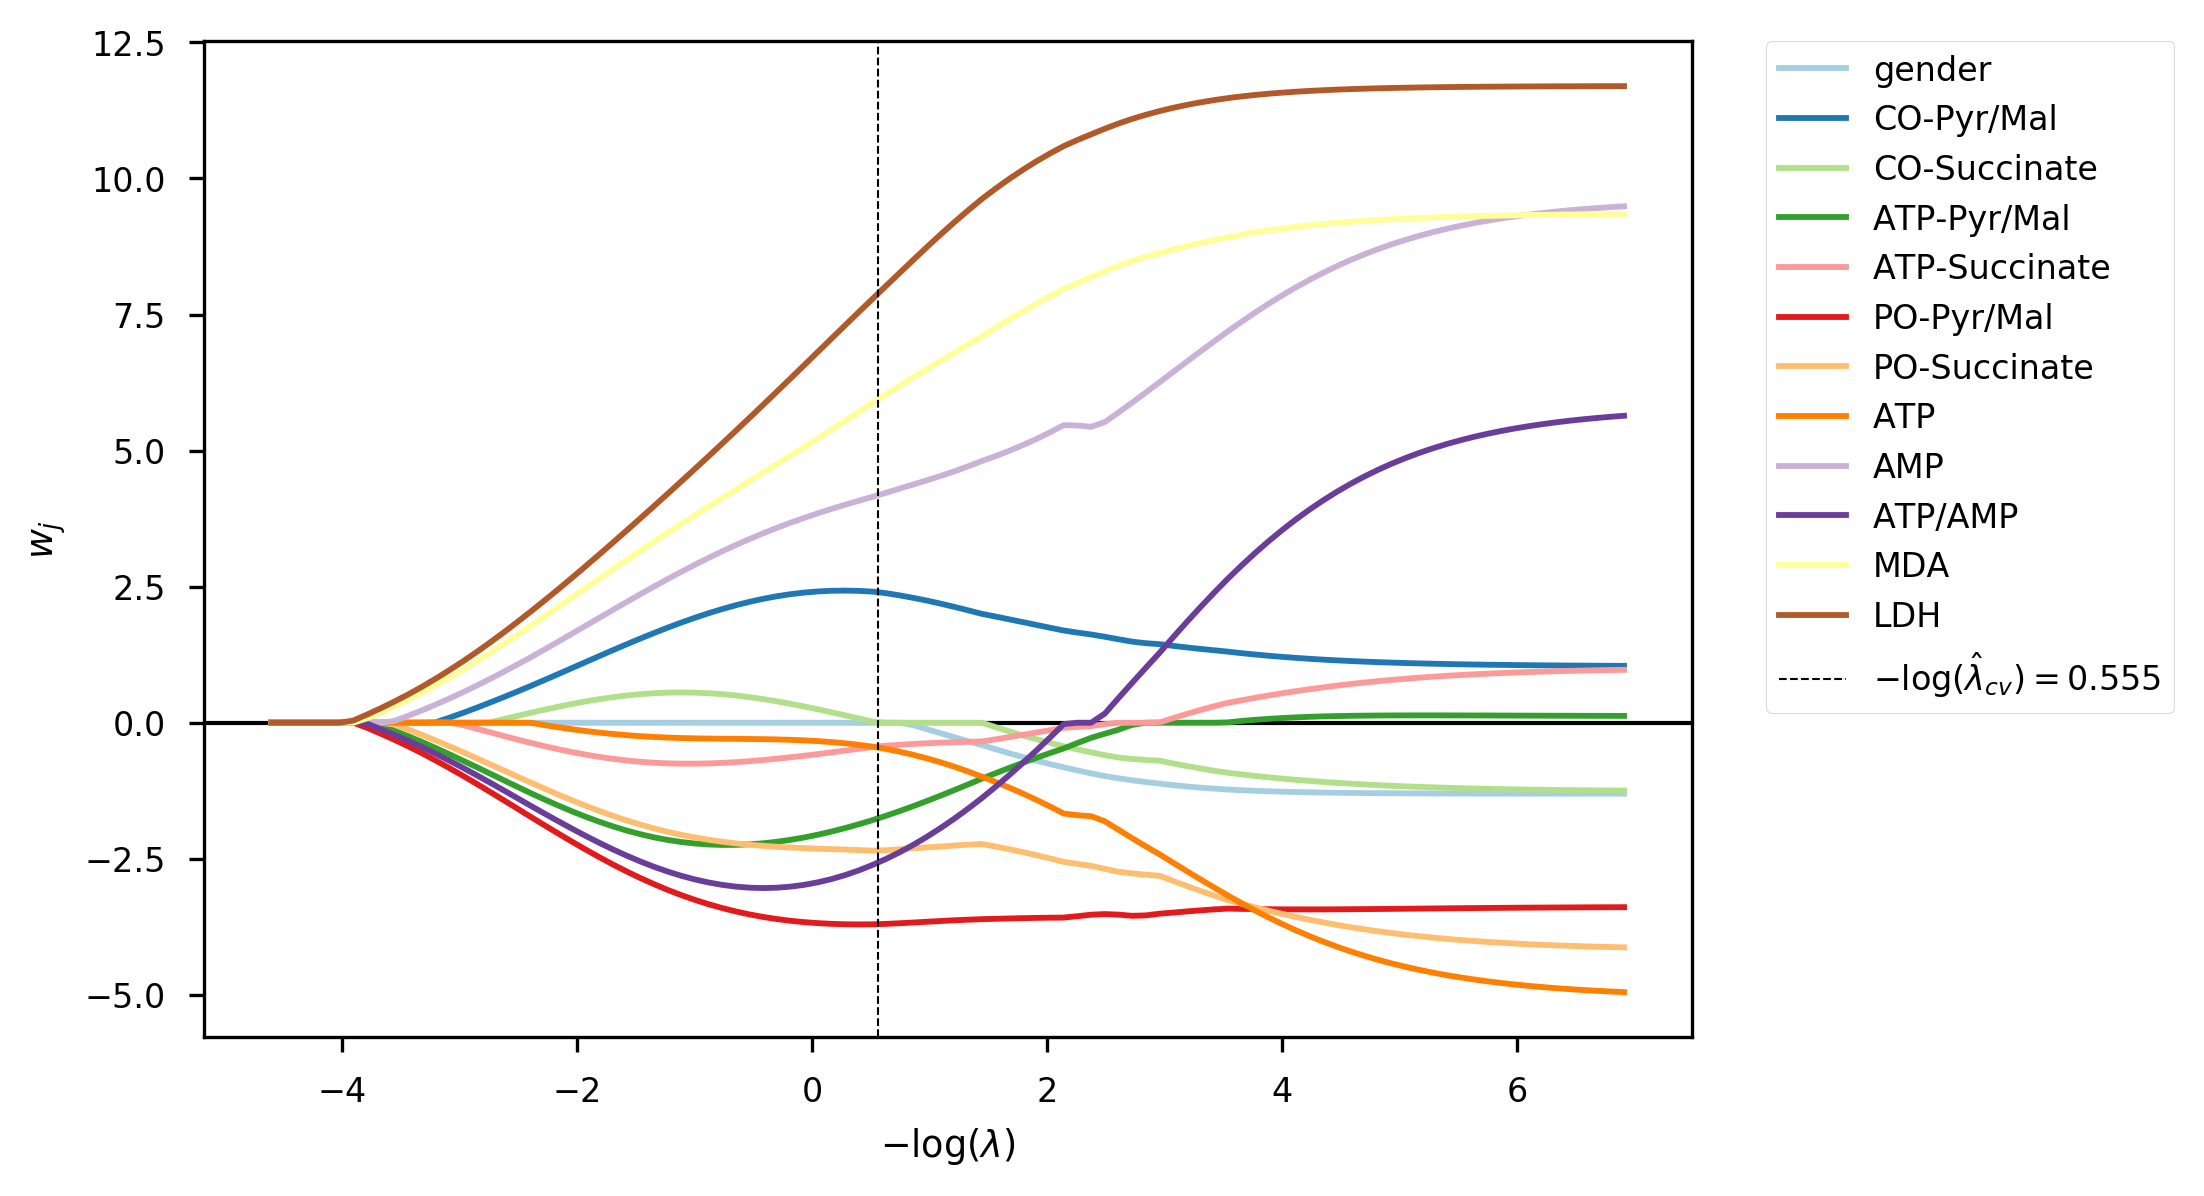 12.5
10.0
7.5
5.0
2.5
0.0
−2.5
−5.0
w_j
−4
−2
0
2
4
6
−log(λ)
gender
CO-Pyr/Mal
CO-Succinate
ATP-Pyr/Mal
ATP-Succinate
PO-Pyr/Mal
PO-Succinate
ATP
AMP
ATP/AMP
MDA
LDH
−log(λ̂_cv) = 0.555